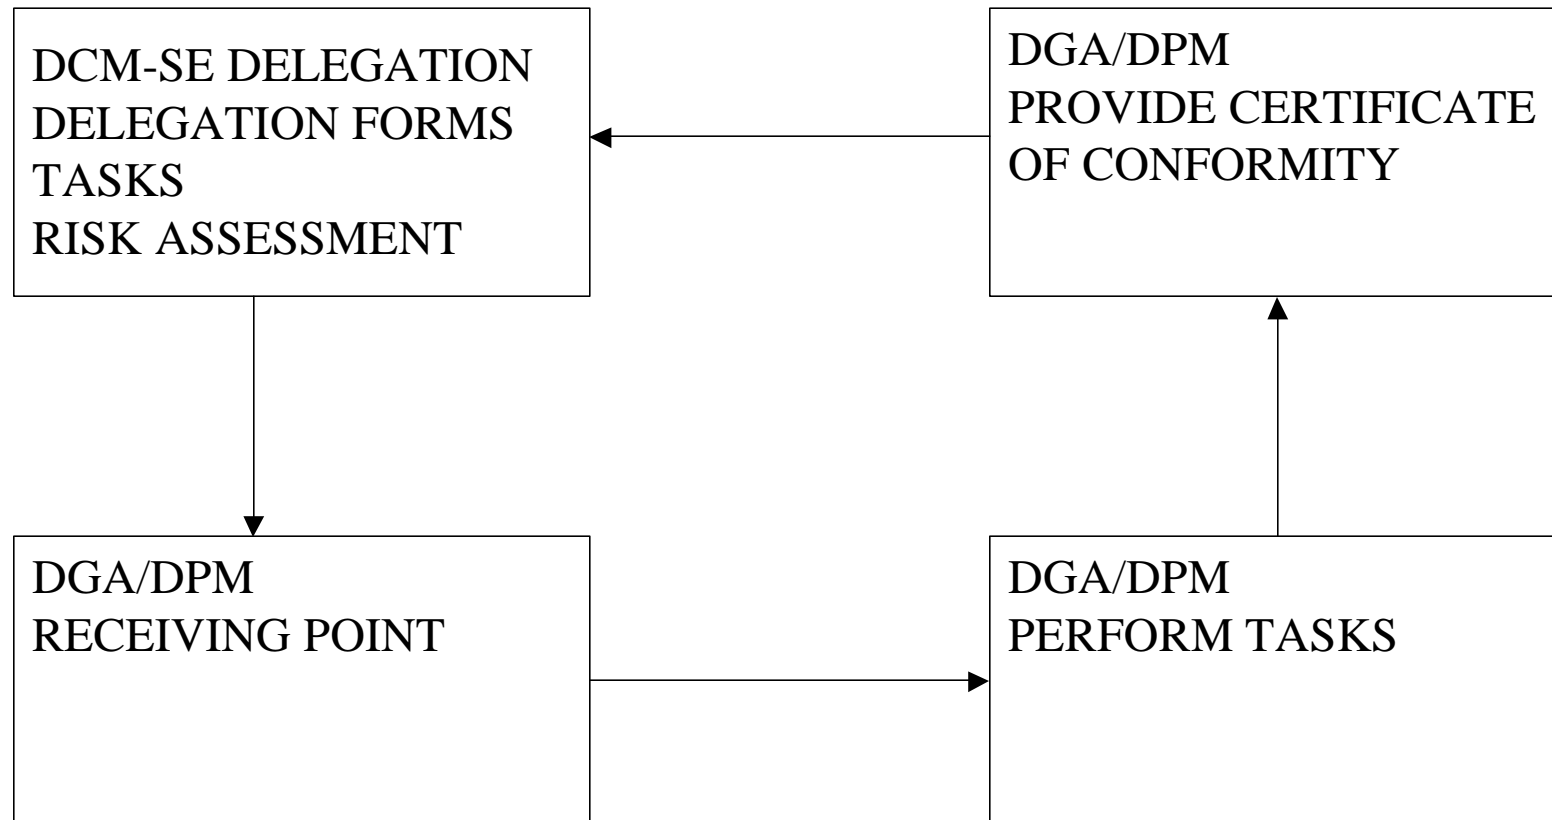 DCM-SE DELEGATION
DELEGATION FORMS
TASKS
RISK ASSESSMENT
DGA/DPM
PROVIDE CERTIFICATE
OF CONFORMITY
DGA/DPM
RECEIVING POINT
DGA/DPM
PERFORM TASKS